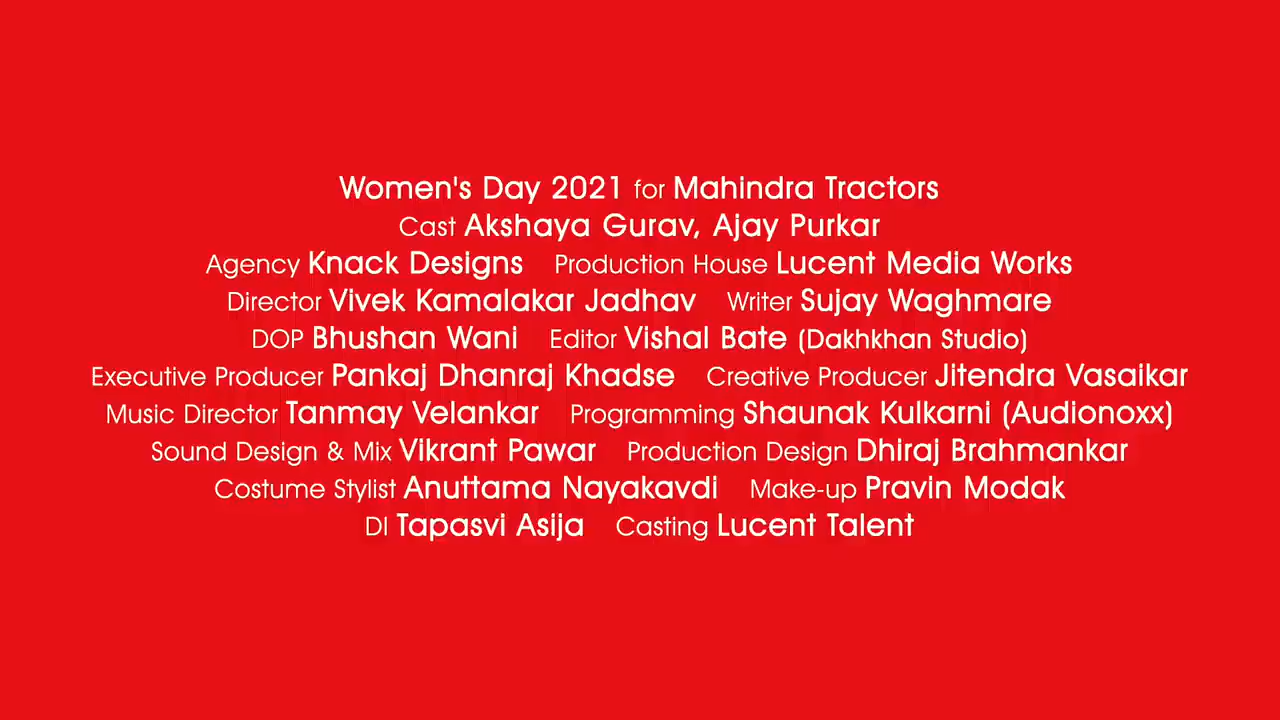 Women's Day 2021 for Mahindra Tractors
Cast Akshaya Gurav, Ajay Purkar
Agency Knack Designs Production House Lucent Media Works
Director Vivek Kamalakar Jadhav Writer Sujay Waghmare
DOP Bhushan Wani Editor Vishal Bate (Dakhkhan Studio)
Executive Producer Pankaj Dhanraj Khadse Creative Producer Jitendra Vasaikar
Music Director Tanmay Velankar Programming Shaunak Kulkarni (Audionoxx)
Sound Design & Mix Vikrant Pawar Production Design Dhiraj Brahmankar
Costume Stylist Anuttama Nayakavdi Make-up Pravin Modak
DI Tapasvi Asija Casting Lucent Talent